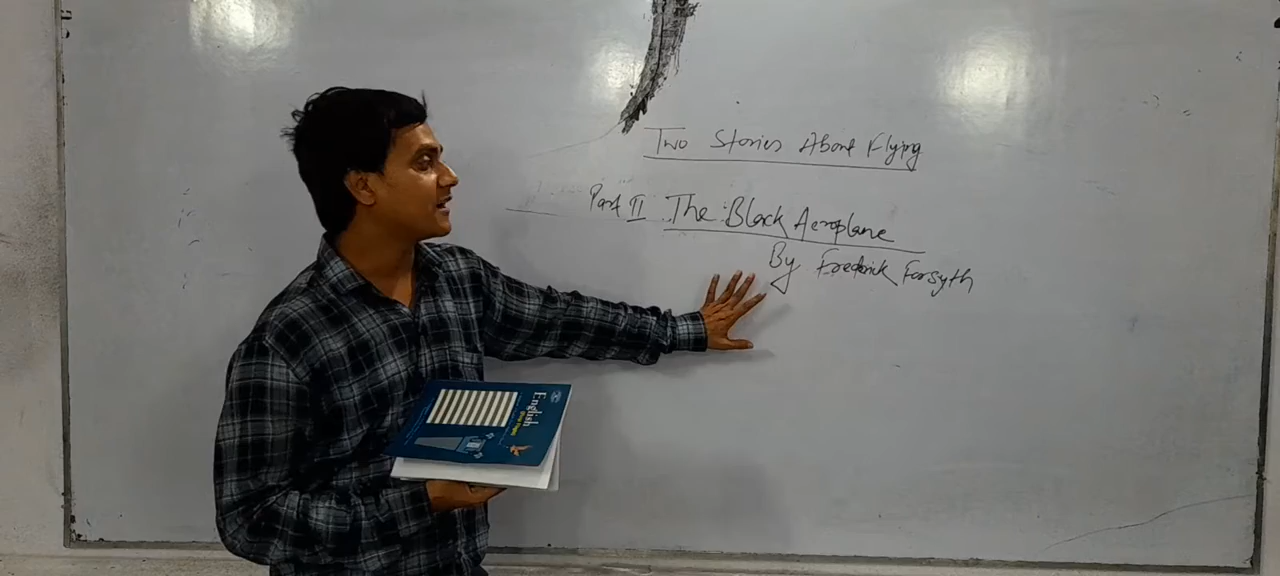 Two Stories About Flying
Part II The Black Aeroplane
By Frederick Forsyth
English